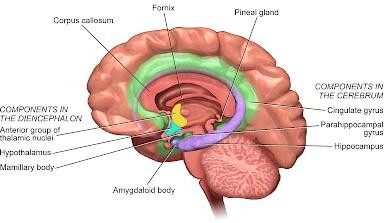 Fornix
Pineal gland
Corpus callosum
COMPONENTS IN
THE CEREBRUM
Cingulate gyrus
Parahippocampal
gyrus
Hippocampus
COMPONENTS IN
THE DIENCEPHALON
Anterior group of
thalamic nuclei
Hypothalamus
Mamillary body
Amygdaloid body